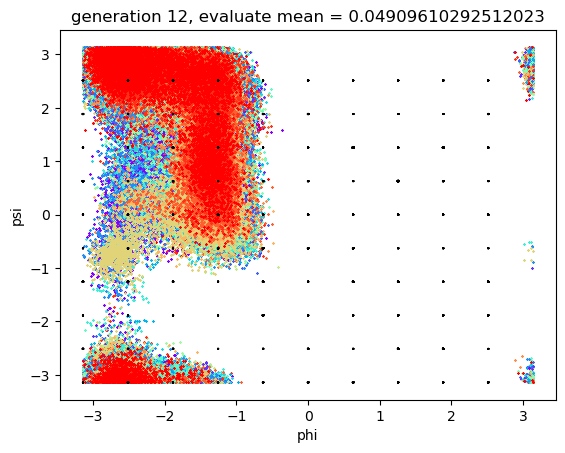 generation 12, evaluate mean = 0.04909610292512023
3
2
1
0
−1
−2
−3
psi
−3 −2 −1 0 1 2 3
phi